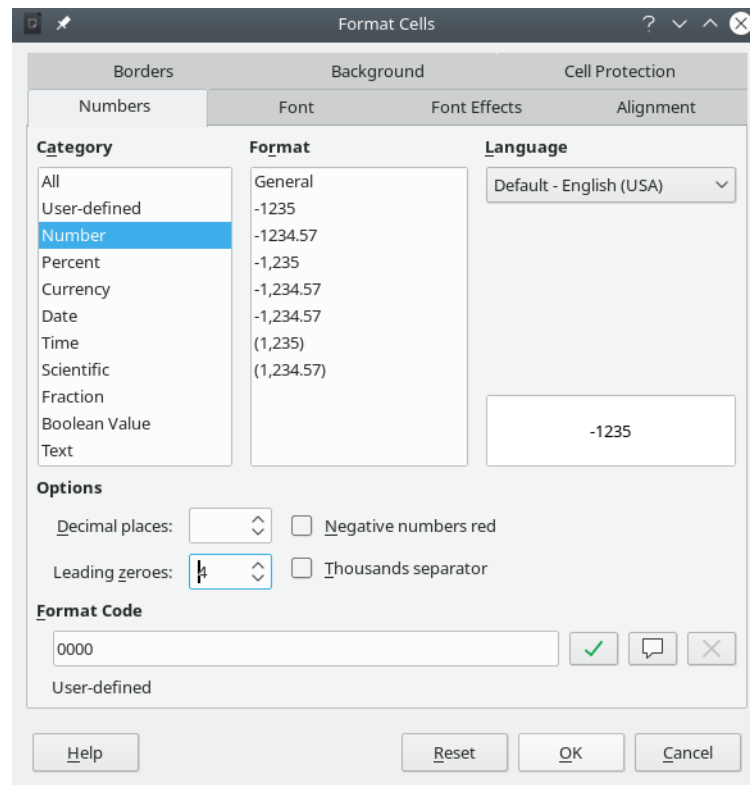 Format Cells
Borders Background Cell Protection
Numbers Font Font Effects Alignment
Category Format Language
All General Default - English (USA)
User-defined -1235
Number -1234.57
Percent -1,235
Currency -1,234.57
Date -1,234.57
Time (1,235)
Scientific (1,234.57)
Fraction
Boolean Value
Text
-1235
Options
Decimal places: Negative numbers red
Leading zeroes: 4 Thousands separator
Format Code
0000
User-defined
Help Reset OK Cancel